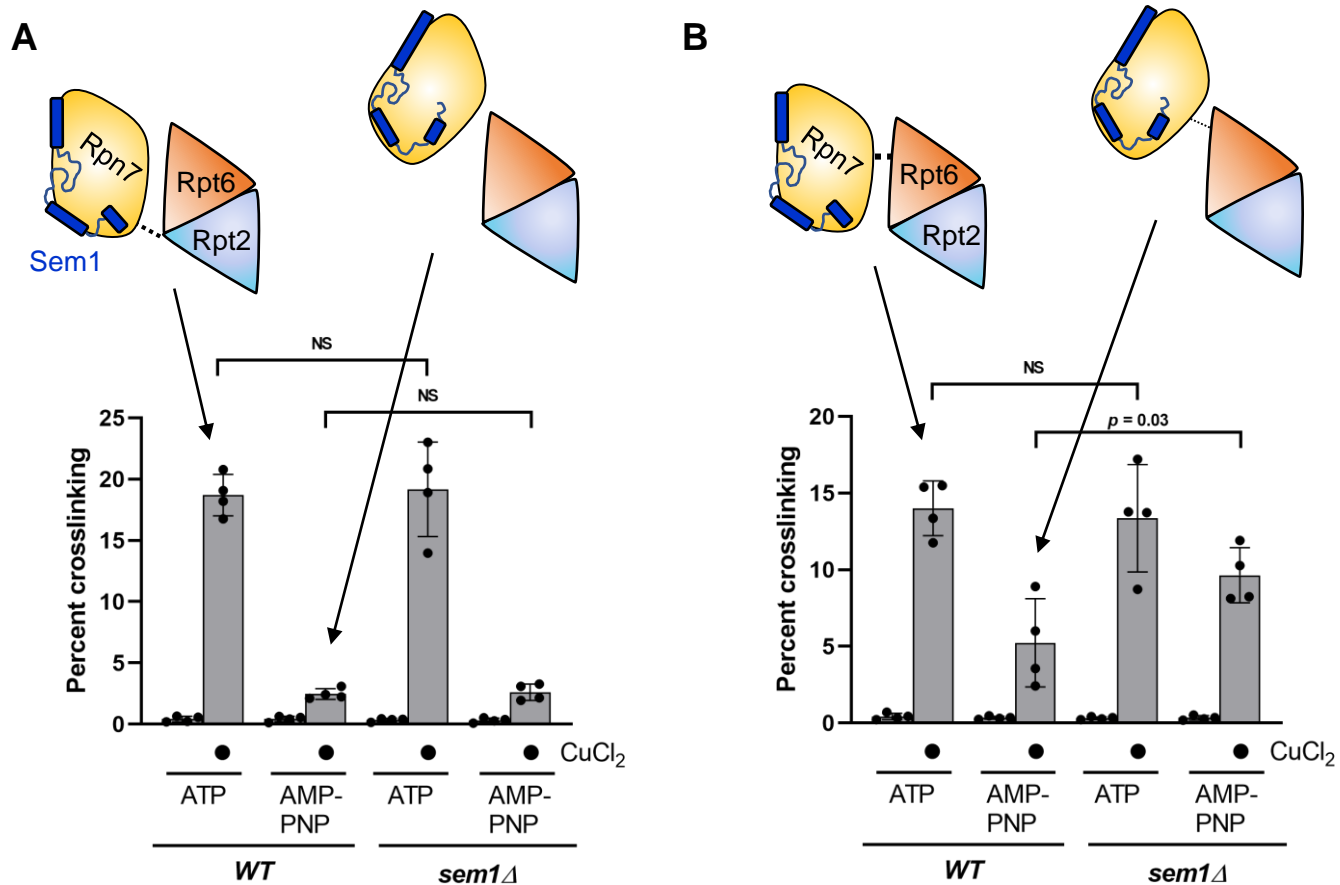 A
Rpn7
Rpt6
Rpt2
Sem1
NS
NS
Percent crosslinking
25
20
15
10
5
0
CuCl2
ATP
AMP-
PNP
ATP
AMP-
PNP
WT
sem1Δ
B
Rpn7
Rpt6
Rpt2
NS
p = 0.03
Percent crosslinking
20
15
10
5
0
CuCl2
ATP
AMP-
PNP
ATP
AMP-
PNP
WT
sem1Δ